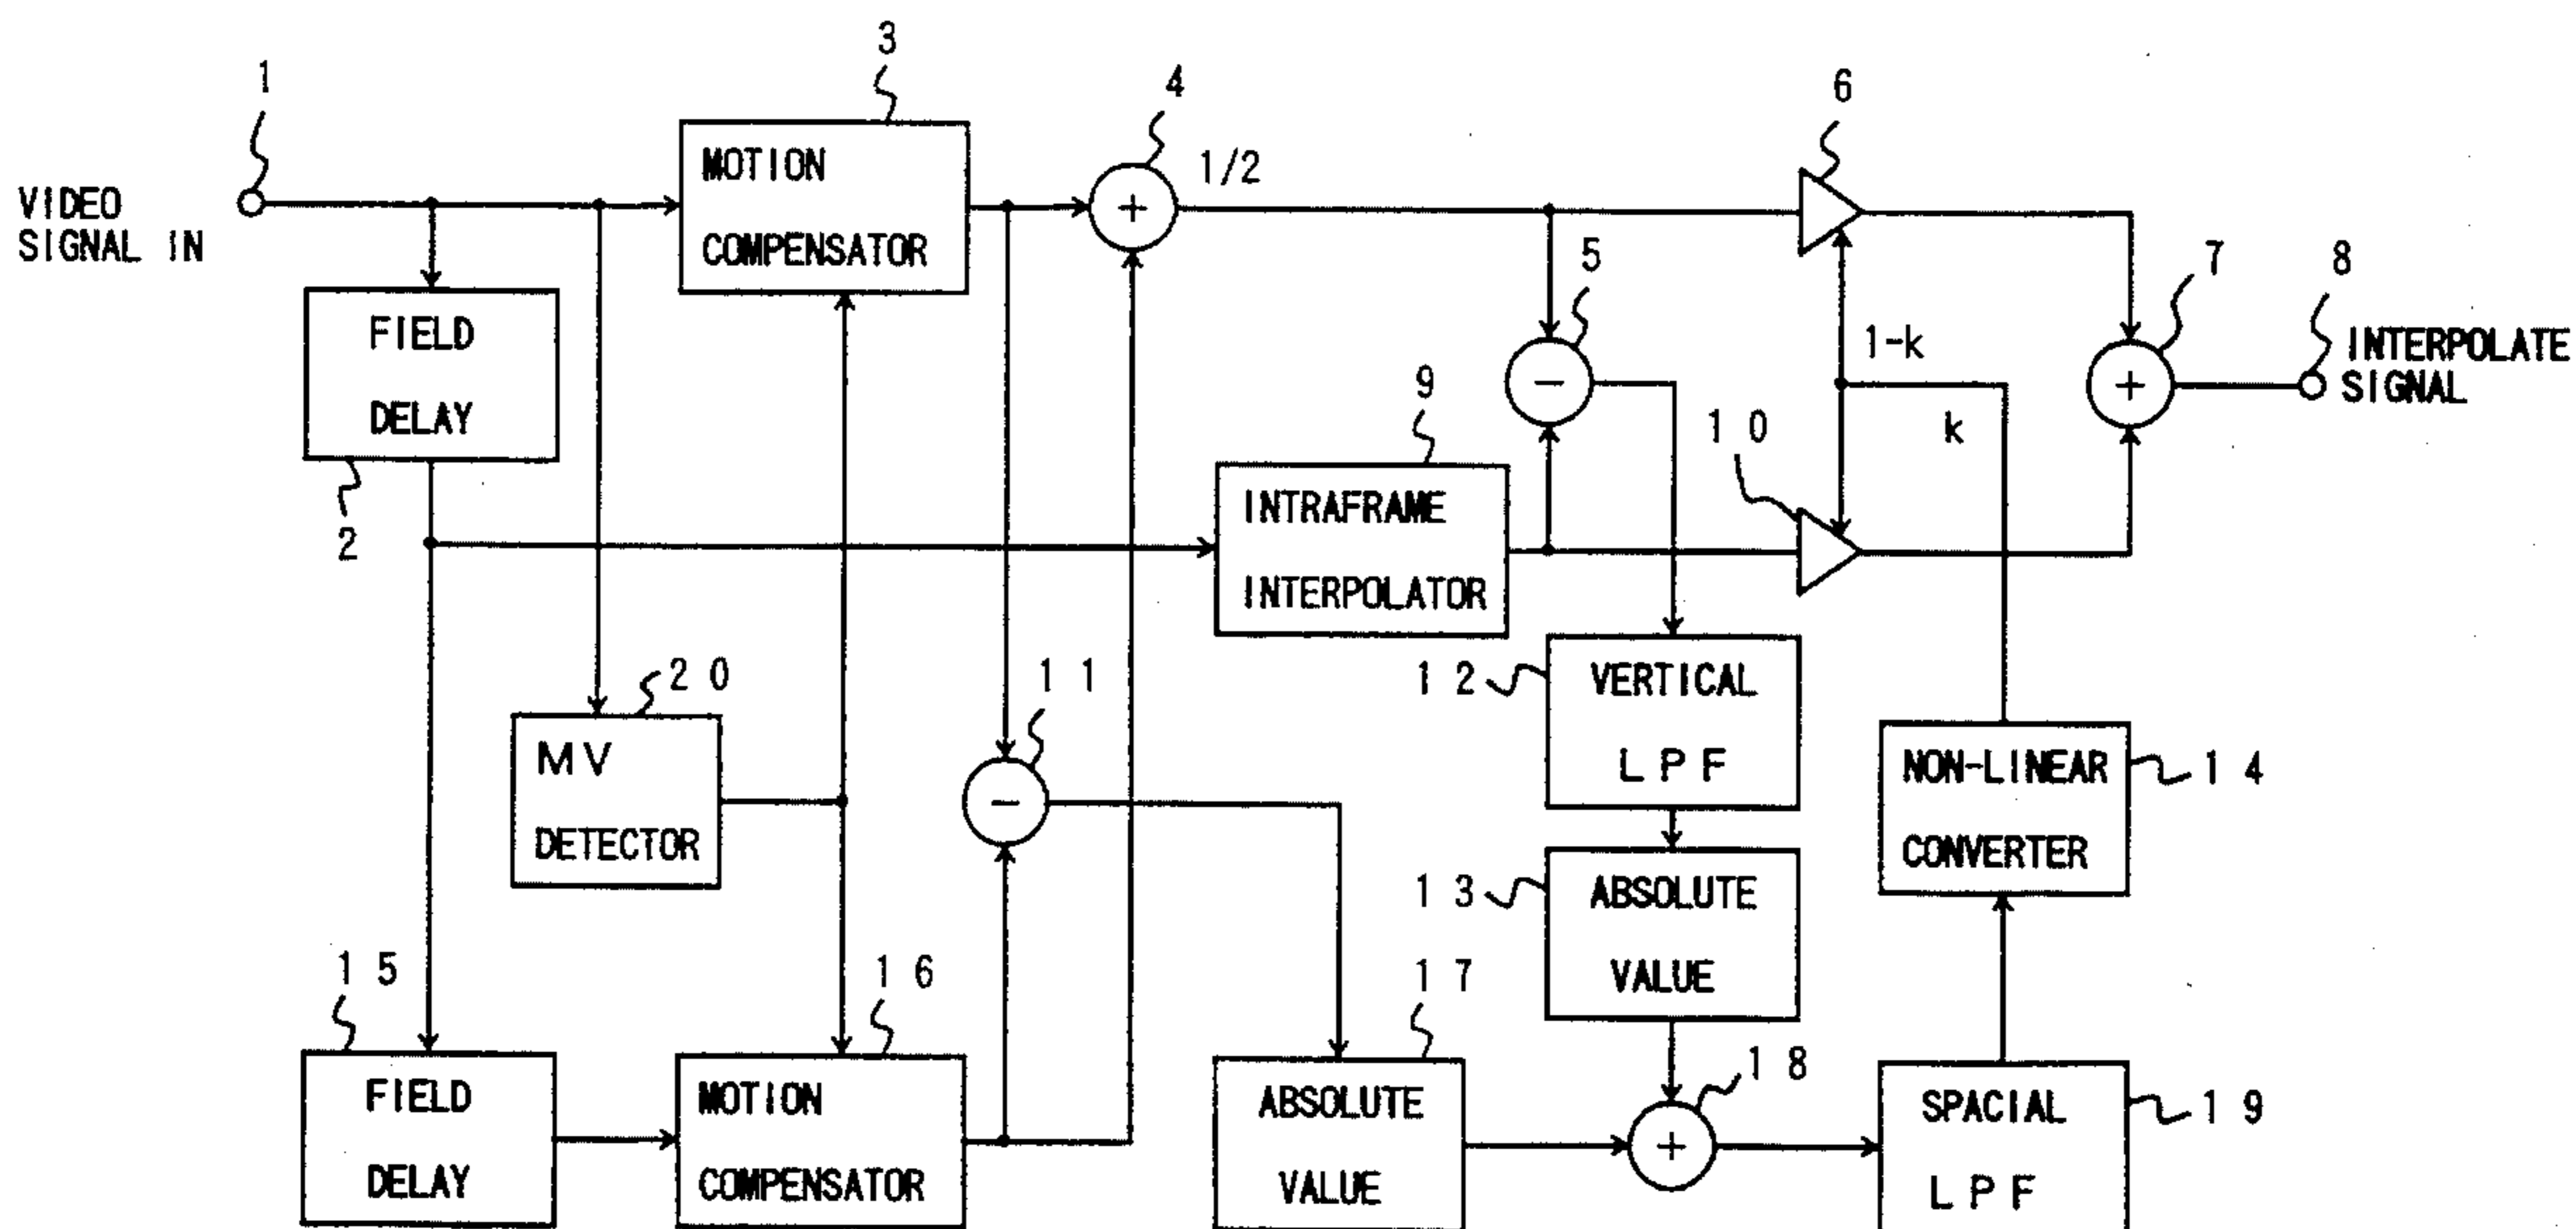 3
1
4
6
MOTION
COMPENSATOR
1/2
VIDEO
SIGNAL IN
5
7
8
FIELD
DELAY
1-k
INTERPOLATE
SIGNAL
9
10
k
2
INTRAFRAME
INTERPOLATOR
20
11
12
VERTICAL
LPF
MV
DETECTOR
NON-LINEAR
CONVERTER
14
13
ABSOLUTE
VALUE
15
16
17
18
FIELD
DELAY
MOTION
COMPENSATOR
ABSOLUTE
VALUE
SPACIAL
LPF
19